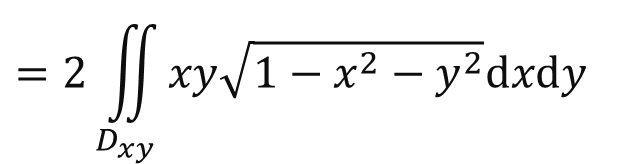 = 2 ∬_{D_{xy}} xy√(1 − x² − y²) dxdy